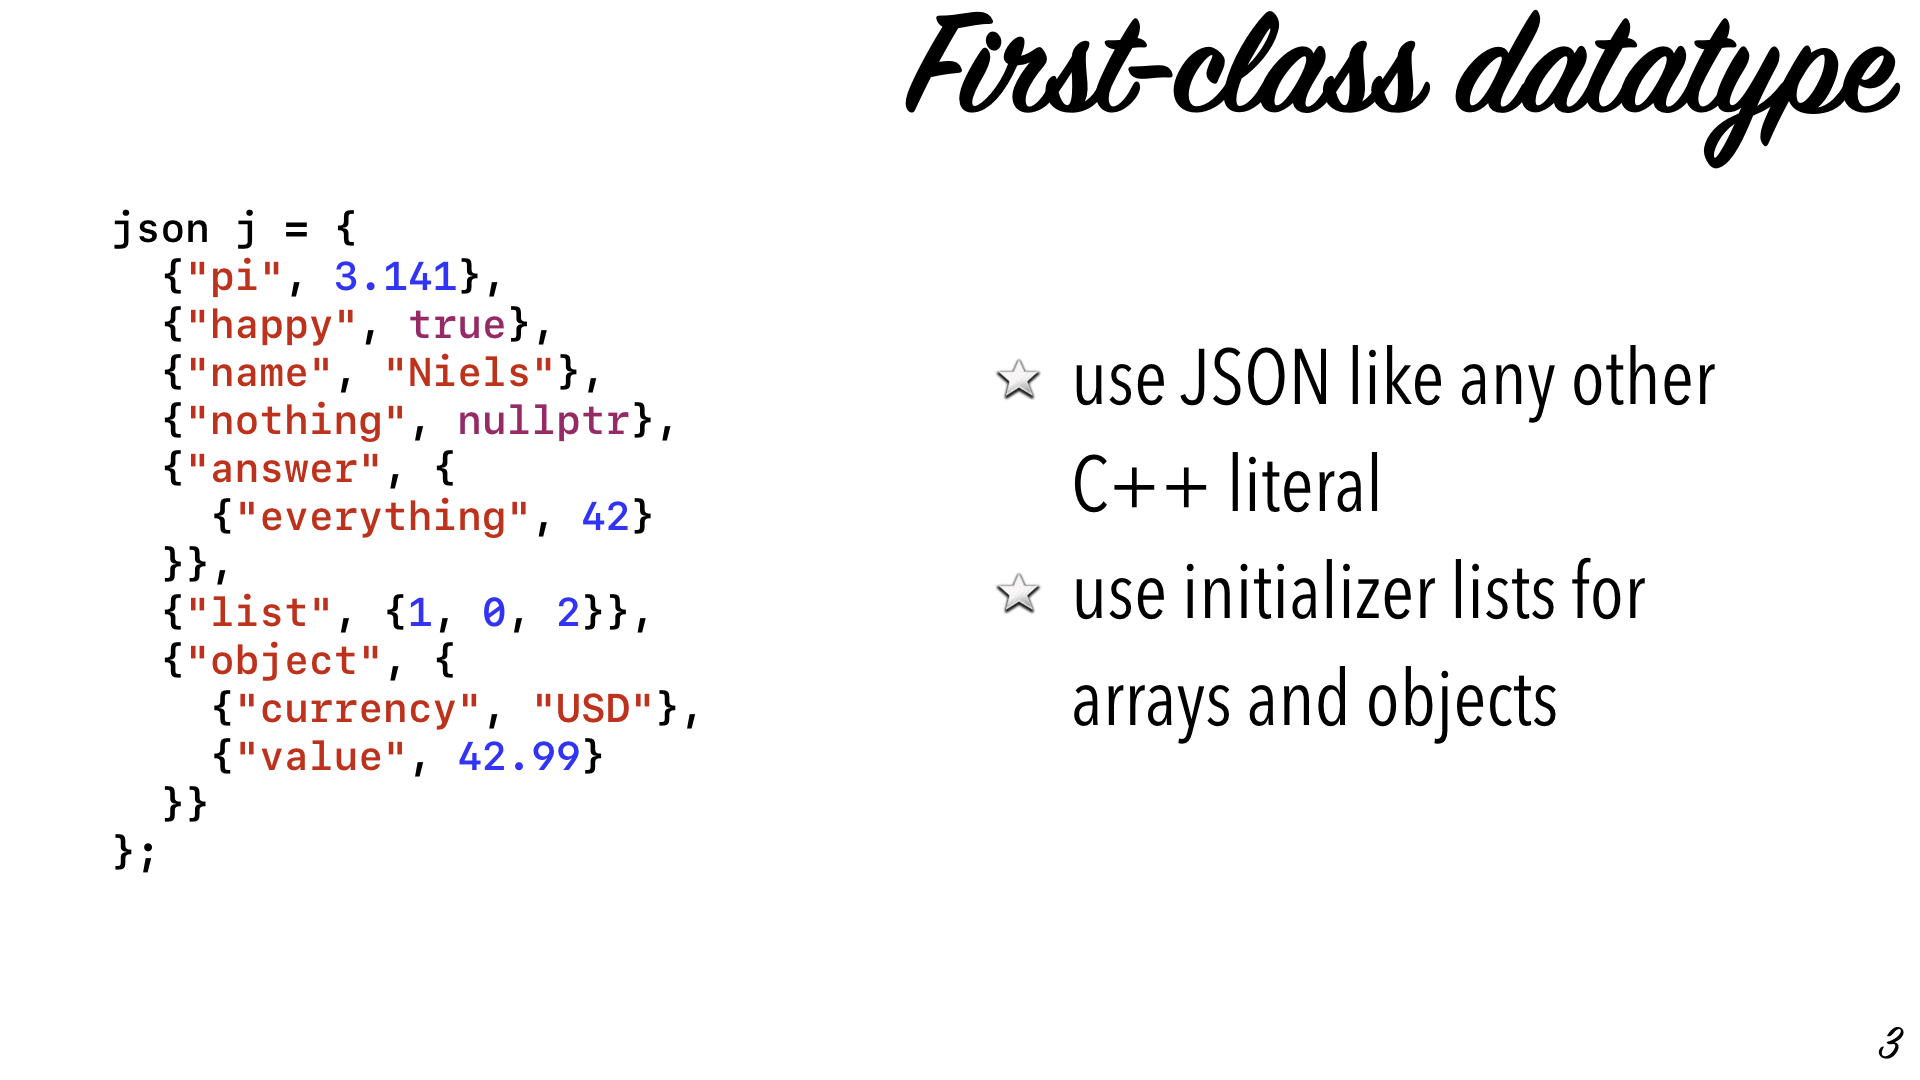 First-class datatype
json j = {
  {"pi", 3.141},
  {"happy", true},
  {"name", "Niels"},
  {"nothing", nullptr},
  {"answer", {
    {"everything", 42}
  }},
  {"list", {1, 0, 2}},
  {"object", {
    {"currency", "USD"},
    {"value", 42.99}
  }}
};
use JSON like any other
C++ literal
use initializer lists for
arrays and objects
3